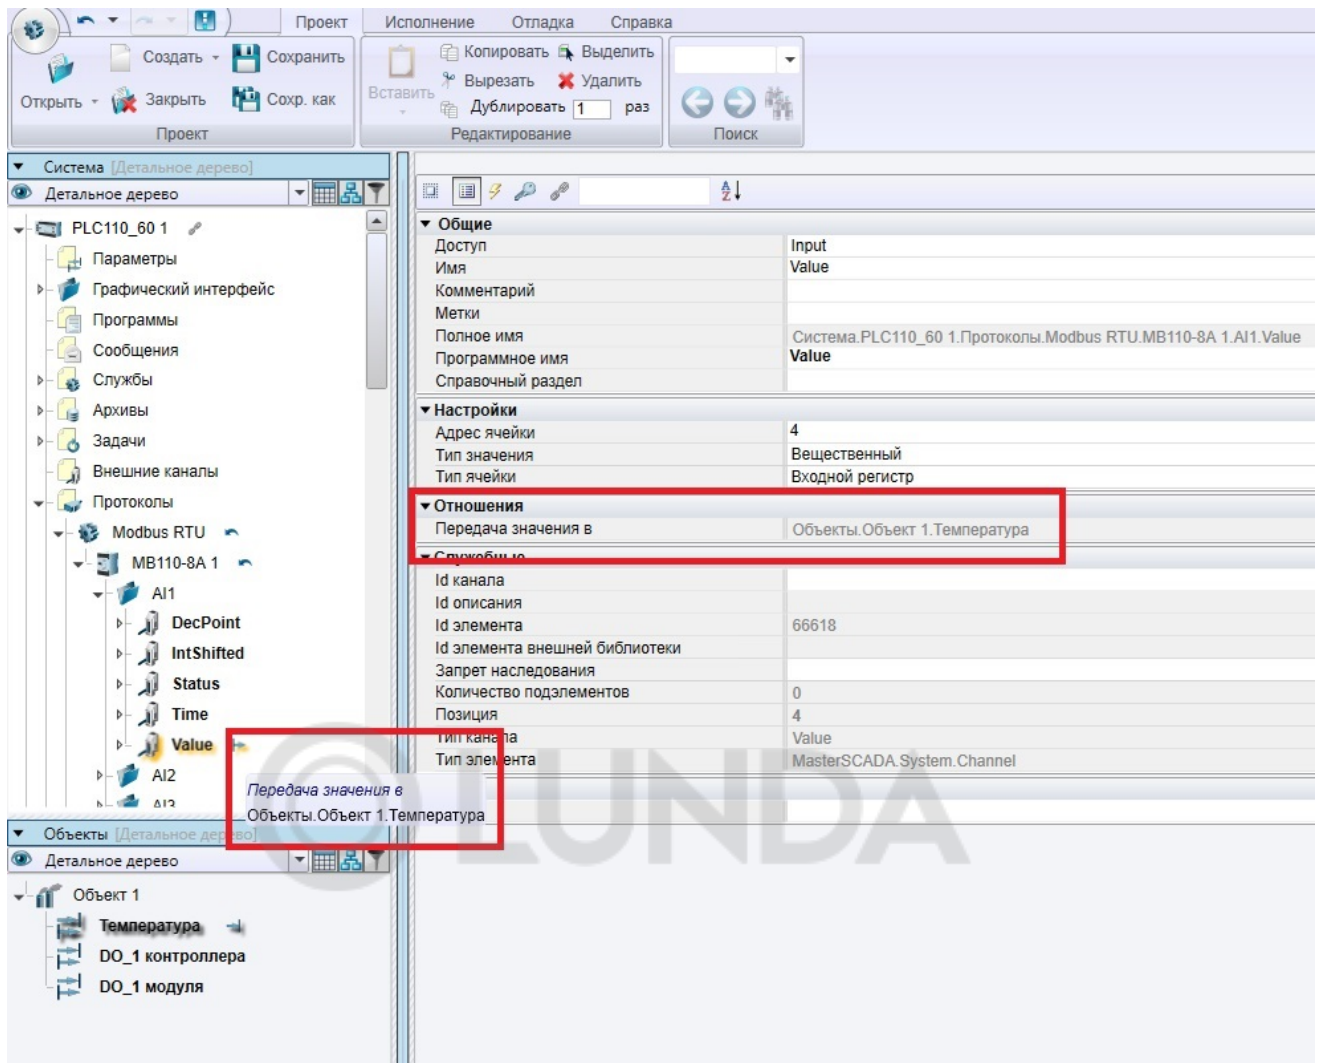 Проект Исполнение Отладка Справка
Открыть Создать Сохранить
Закрыть Сохр. как
Проект
Вставить Копировать Выделить
Вырезать Удалить
Дублировать 1 раз
Редактирование
Поиск
Система [Детальное дерево]
Детальное дерево
PLC110_60 1
Параметры
Графический интерфейс
Программы
Сообщения
Службы
Архивы
Задачи
Внешние каналы
Протоколы
Modbus RTU
MB110-8A 1
AI1
DecPoint
IntShifted
Status
Time
Value
AI2
AI3
Передача значения в
Объекты.Объект 1.Температура
Объекты [Детальное дерево]
Детальное дерево
Объект 1
Температура
DO_1 контроллера
DO_1 модуля
Общие
Доступ Input
Имя Value
Комментарий
Метки
Полное имя Система.PLC110_60 1.Протоколы.Modbus RTU.MB110-8A 1.AI1.Value
Программное имя Value
Справочный раздел
Настройки
Адрес ячейки 4
Тип значения Вещественный
Тип ячейки Входной регистр
Отношения
Передача значения в Объекты.Объект 1.Температура
Служебные
Id канала
Id описания
Id элемента 66618
Id элемента внешней библиотеки
Запрет наследования
Количество подэлементов 0
Позиция 4
Тип канала Value
Тип элемента MasterSCADA.System.Channel
LUNDA